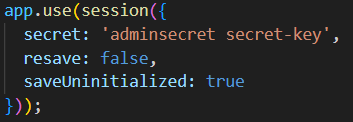 app.use(session({
  secret: 'adminsecret secret-key',
  resave: false,
  saveUninitialized: true
}));